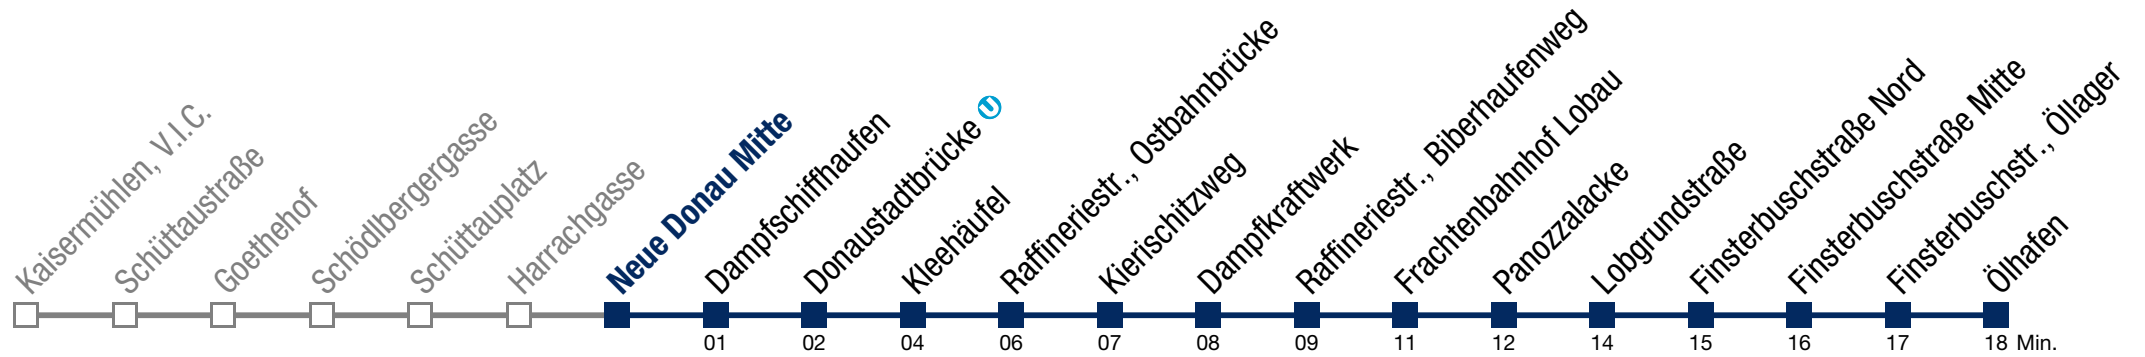 Kaisermühlen, V.I.C.
Schüttaustraße
Goethehof
Schödlbergergasse
Schüttauplatz
Harrachgasse
Neue Donau Mitte
Dampfschiffhaufen
Donaustadtbrücke U
Kleehäufel
Raffineriestr., Ostbahnbrücke
Kierischitzweg
Dampfkraftwerk
Raffineriestr., Biberhaufenweg
Frachtenbahnhof Lobau
Panozzalacke
Lobgrundstraße
Finsterbuschstraße Nord
Finsterbuschstraße Mitte
Finsterbuschstr., Öllager
Ölhafen
01 02 04 06 07 08 09 11 12 14 15 16 17 18 Min.